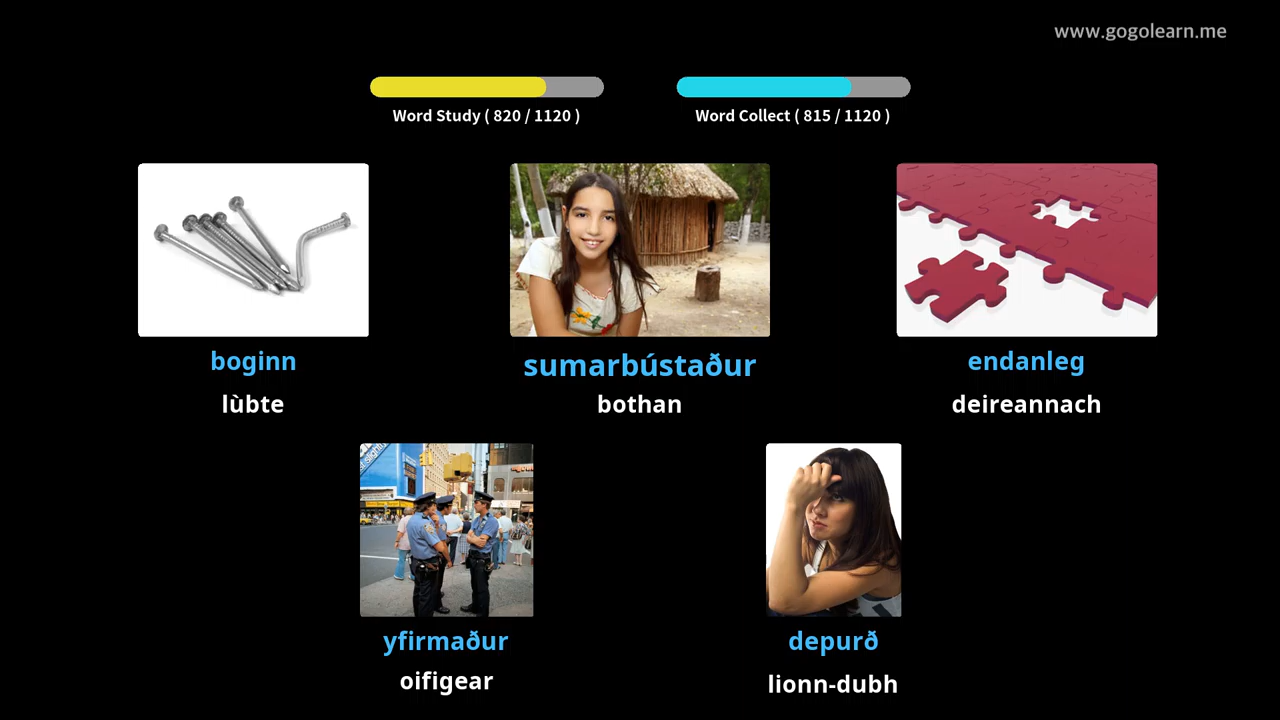 www.gogolearn.me
Word Study ( 820 / 1120 )
Word Collect ( 815 / 1120 )
boginn
lùbte
sumarbústaður
bothan
endanleg
deireannach
yfirmaður
oifigear
depurð
lionn-dubh